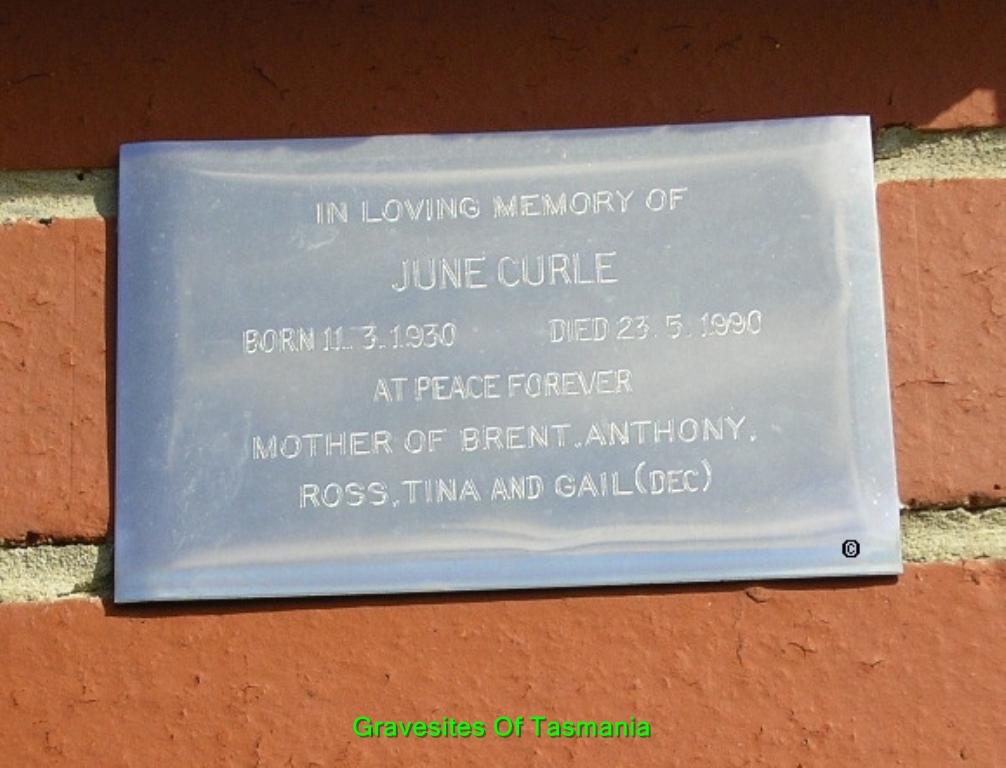 IN LOVING MEMORY OF
JUNE CURLE
BORN 11.3.1930 DIED 23.5.1990
AT PEACE FOREVER
MOTHER OF BRENT.ANTHONY,
ROSS,TINA AND GAIL(DEC)
©
Gravesites Of Tasmania